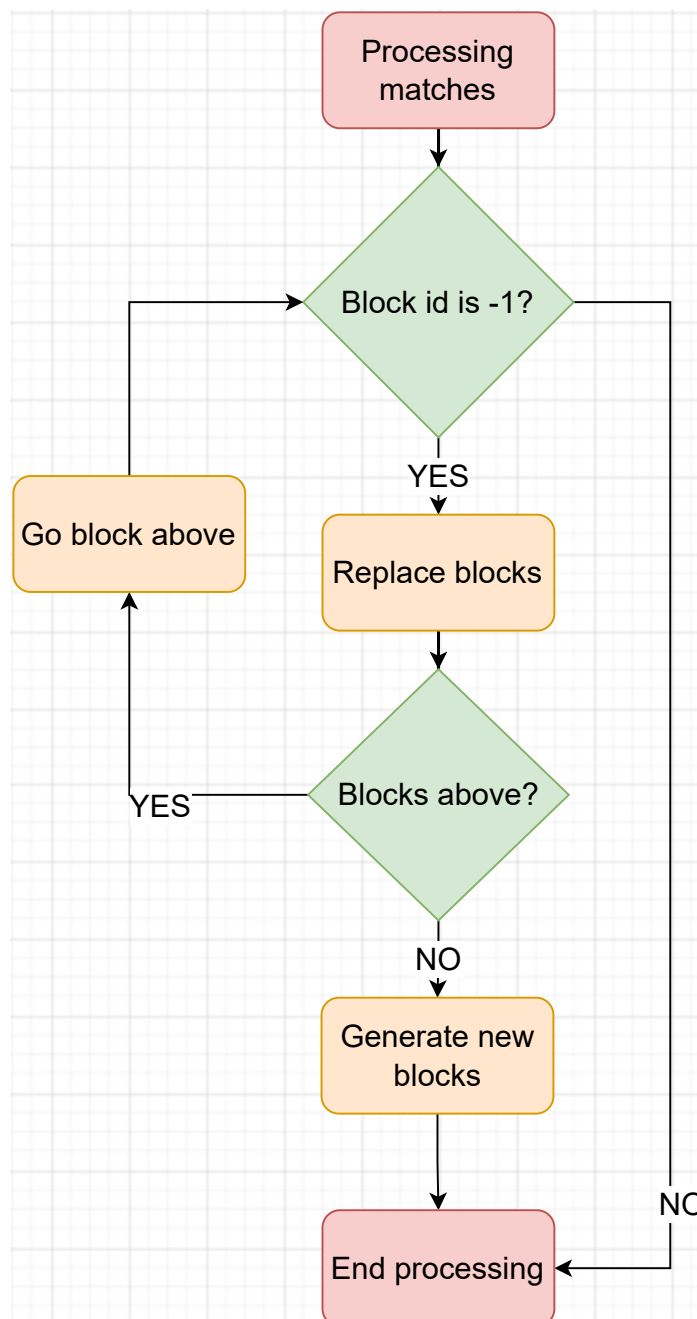 Processing
matches
Block id is -1?
YES
Go block above
Replace blocks
Blocks above?
YES
NO
Generate new
blocks
NO
End processing